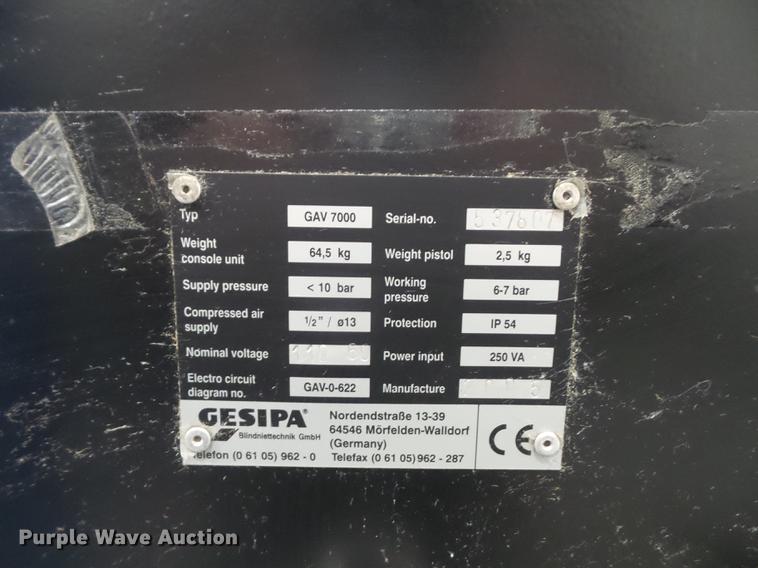 Typ GAV 7000 Serial-no.
Weight console unit 64,5 kg Weight pistol 2,5 kg
Supply pressure < 10 bar Working pressure 6-7 bar
Compressed air supply 1/2" / ø13 Protection IP 54
Nominal voltage Power input 250 VA
Electro circuit diagram no. GAV-0-622 Manufacture
GESIPA®
Blindniettechnik GmbH
Nordendstraße 13-39
64546 Mörfelden-Walldorf
(Germany)
Telefon (0 61 05) 962 - 0 Telefax (0 61 05) 962 - 287
CE
Purple Wave Auction